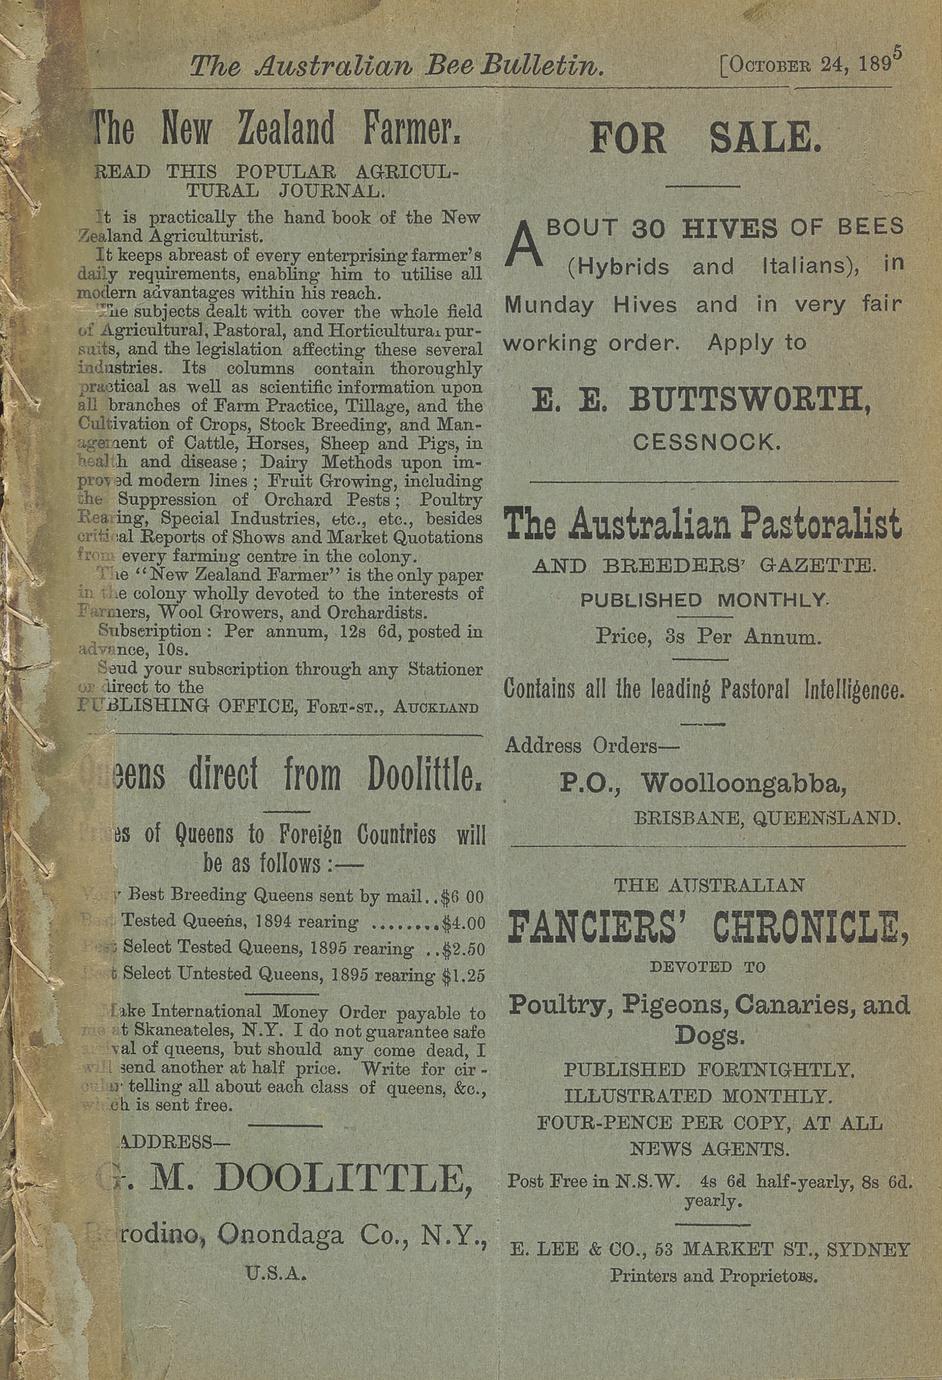 The Australian Bee Bulletin.
[OCTOBER 24, 1895
The New Zealand Farmer.
READ THIS POPULAR AGRICUL-
TURAL JOURNAL.
It is practically the hand book of the New
Zealand Agriculturist.
It keeps abreast of every enterprising farmer's
daily requirements, enabling him to utilise all
modern advantages within his reach.
The subjects dealt with cover the whole field
of Agricultural, Pastoral, and Horticultural pur-
suits, and the legislation affecting these several
industries. Its columns contain thoroughly
practical as well as scientific information upon
all branches of Farm Practice, Tillage, and the
Cultivation of Crops, Stock Breeding, and Man-
agement of Cattle, Horses, Sheep and Pigs, in
health and disease; Dairy Methods upon im-
proved modern lines; Fruit Growing, including
the Suppression of Orchard Pests; Poultry
Rearing, Special Industries, etc., etc., besides
critical Reports of Shows and Market Quotations
from every farming centre in the colony.
The "New Zealand Farmer" is the only paper
in the colony wholly devoted to the interests of
Farmers, Wool Growers, and Orchardists.
Subscription: Per annum, 12s 6d, posted in
advance, 10s.
Send your subscription through any Stationer
or direct to the
PUBLISHING OFFICE, FORT-ST., AUCKLAND
Queens direct from Doolittle.
of Queens to Foreign Countries will
be as follows:—
Very Best Breeding Queens sent by mail..$6 00
Tested Queens, 1894 rearing ........$4.00
Select Tested Queens, 1895 rearing ..$2.50
Select Untested Queens, 1895 rearing $1.25
Make International Money Order payable to
me at Skaneateles, N.Y. I do not guarantee safe
arrival of queens, but should any come dead, I
will send another at half price. Write for cir-
cular telling all about each class of queens, &c.,
which is sent free.
ADDRESS—
G. M. DOOLITTLE,
Borodino, Onondaga Co., N.Y.,
U.S.A.
FOR SALE.
ABOUT 30 HIVES OF BEES
(Hybrids and Italians), in
Munday Hives and in very fair
working order. Apply to
E. E. BUTTSWORTH,
CESSNOCK.
The Australian Pastoralist
AND BREEDERS' GAZETTE.
PUBLISHED MONTHLY.
Price, 3s Per Annum.
Contains all the leading Pastoral Intelligence.
Address Orders—
P.O., Woolloongabba,
BRISBANE, QUEENSLAND.
THE AUSTRALIAN
FANCIERS' CHRONICLE,
DEVOTED TO
Poultry, Pigeons, Canaries, and
Dogs.
PUBLISHED FORTNIGHTLY.
ILLUSTRATED MONTHLY.
FOUR-PENCE PER COPY, AT ALL
NEWS AGENTS.
Post Free in N.S.W. 4s 6d half-yearly, 8s 6d.
yearly.
E. LEE & CO., 53 MARKET ST., SYDNEY
Printers and Proprietors.